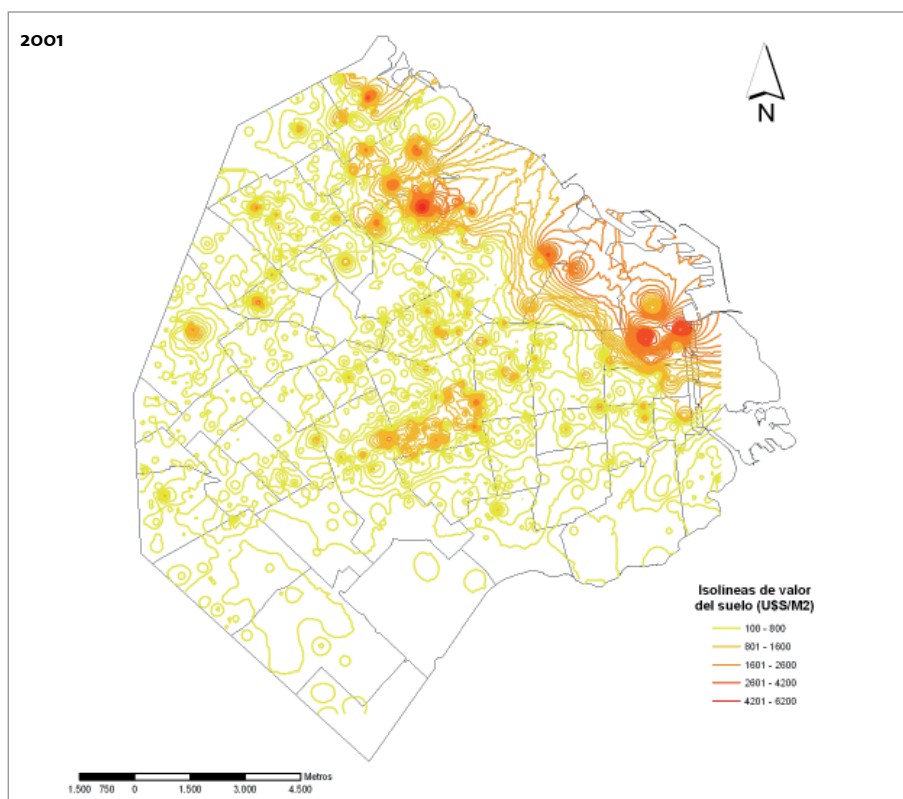 2001
N
Isolineas de valor
del suelo (U$S/M2)
100 - 800
801 - 1600
1601 - 2600
2601 - 4200
4201 - 6200
Metros
1.500 750 0 1.500 3.000 4.500